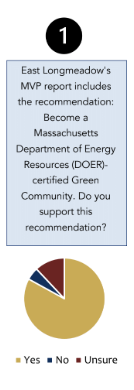 1
East Longmeadow's
MVP report includes
the recommendation:
Become a
Massachusetts
Department of Energy
Resources (DOER)-
certified Green
Community. Do you
support this
recommendation?
Yes No Unsure